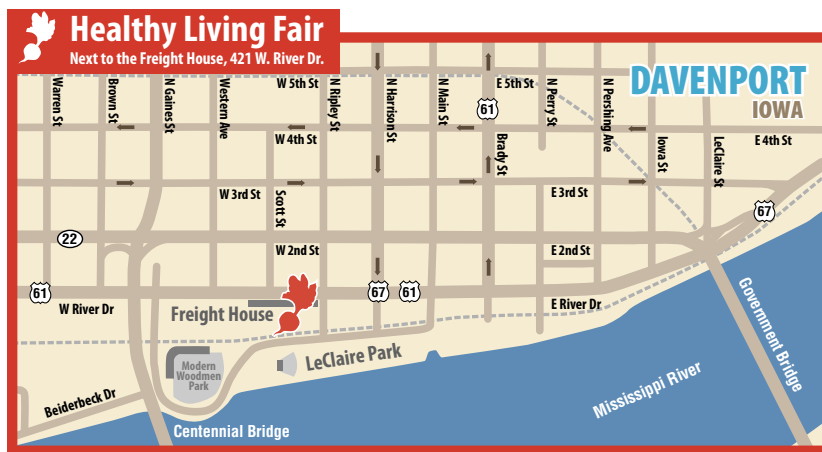 Healthy Living Fair
Next to the Freight House, 421 W. River Dr.
DAVENPORT
IOWA
Warren St
Brown St
N Gaines St
Western Ave
W 5th St
N Ripley St
N Harrison St
N Main St
61
E 5th St
N Perry St
N Pershing Ave
W 4th St
Brady St
Iowa St
LeClaire St
E 4th St
W 3rd St
Scott St
E 3rd St
67
22
W 2nd St
E 2nd St
61
W River Dr
Freight House
67
61
E River Dr
Government Bridge
Modern
Woodmen
Park
LeClaire Park
Mississippi River
Beiderbeck Dr
Centennial Bridge